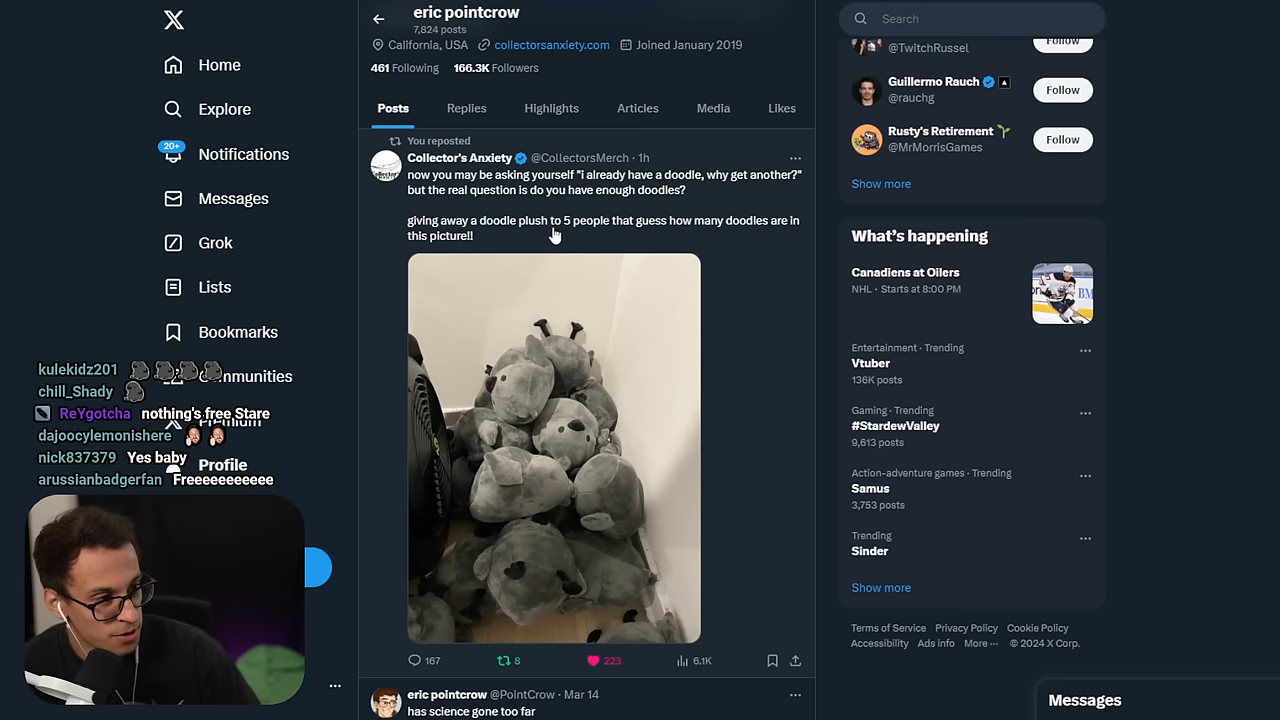 eric pointcrow
7,824 posts
California, USA collectorsanxiety.com Joined January 2019
461 Following 166.3K Followers
Posts Replies Highlights Articles Media Likes
You reposted
Collector's Anxiety @CollectorsMerch · 1h
now you may be asking yourself "i already have a doodle, why get another?"
but the real question is do you have enough doodles?
giving away a doodle plush to 5 people that guess how many doodles are in
this picture!!
167 8 223 6.1K
eric pointcrow @PointCrow · Mar 14
has science gone too far
Home
Explore
20+
Notifications
Messages
Grok
Lists
Bookmarks
Communities
Premium
Profile
kulekidz201
chill_Shady
ReYgotcha nothing's free Stare
dajoocylemonishere
nick837379 Yes baby
arussianbadgerfan Freeeeeeeeeee
Search
@TwitchRussel
Follow
Guillermo Rauch
@rauchg
Follow
Rusty's Retirement
@MrMorrisGames
Follow
Show more
What's happening
Canadiens at Oilers
NHL · Starts at 8:00 PM
Entertainment · Trending
Vtuber
136K posts
Gaming · Trending
#StardewValley
9,613 posts
Action-adventure games · Trending
Samus
3,753 posts
Trending
Sinder
Show more
Terms of Service Privacy Policy Cookie Policy
Accessibility Ads info More ··· © 2024 X Corp.
Messages